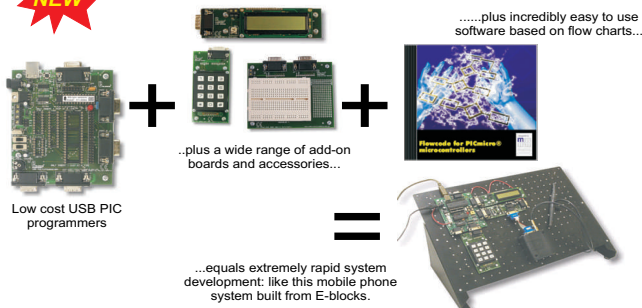 NEW
......plus incredibly easy to use
software based on flow charts...
Flowcode for PICmicro®
microcontrollers
..plus a wide range of add-on
boards and accessories...
Low cost USB PIC
programmers
...equals extremely rapid system
development: like this mobile phone
system built from E-blocks.